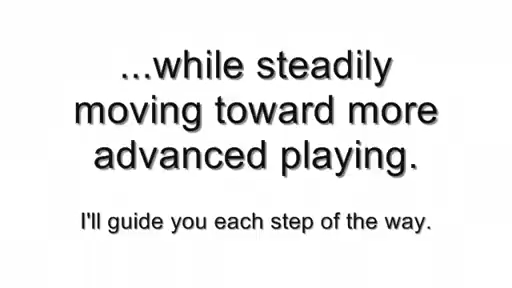 ...while steadily
moving toward more
advanced playing.
I'll guide you each step of the way.